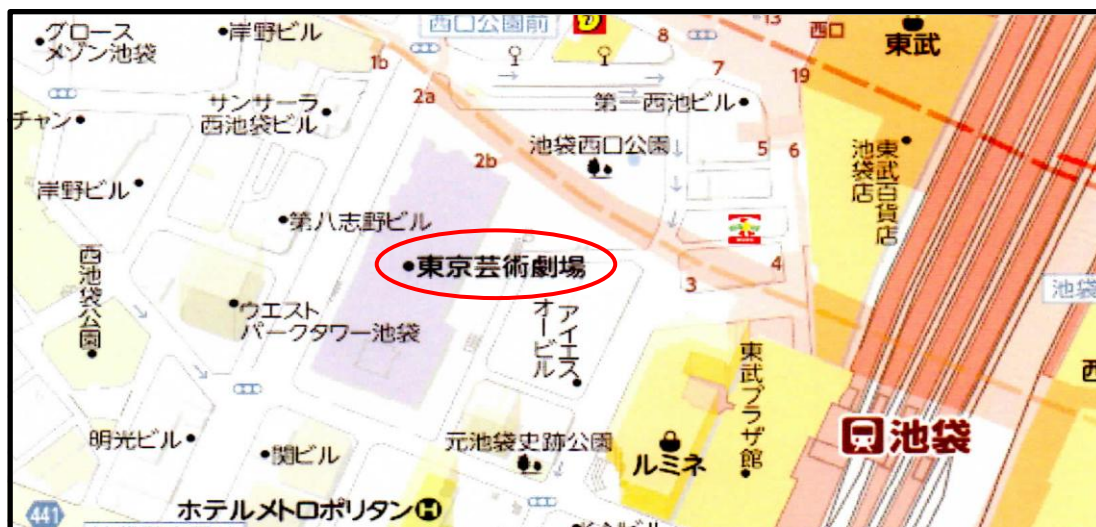 グロース
メゾン池袋
岸野ビル
西口公園前
13
西口
東武
8
7
19
1b
2a
サンサーラ
西池袋ビル
チャン
第一西池ビル
2b
池袋西口公園
5
6
東武百貨店
池袋店
岸野ビル
第八志野ビル
東京芸術劇場
3
4
池袋
西池袋公園
ウエスト
パークタワー池袋
アイエス
オービル
東武プラザ館
西
池袋
明光ビル
関ビル
元池袋史跡公園
ルミネ
441
ホテルメトロポリタン
H